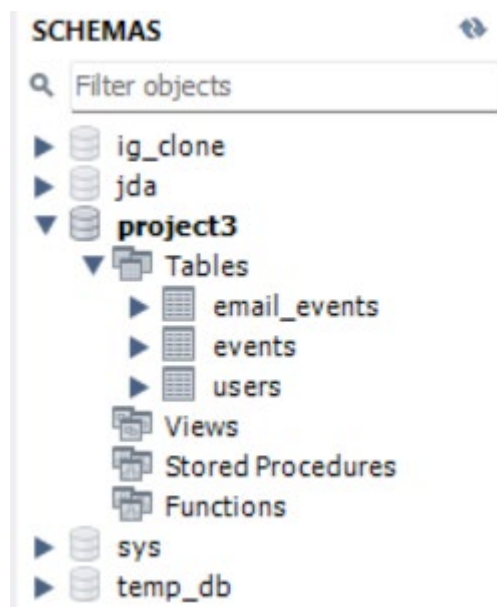 SCHEMAS
Filter objects
ig_clone
jda
project3
Tables
email_events
events
users
Views
Stored Procedures
Functions
sys
temp_db